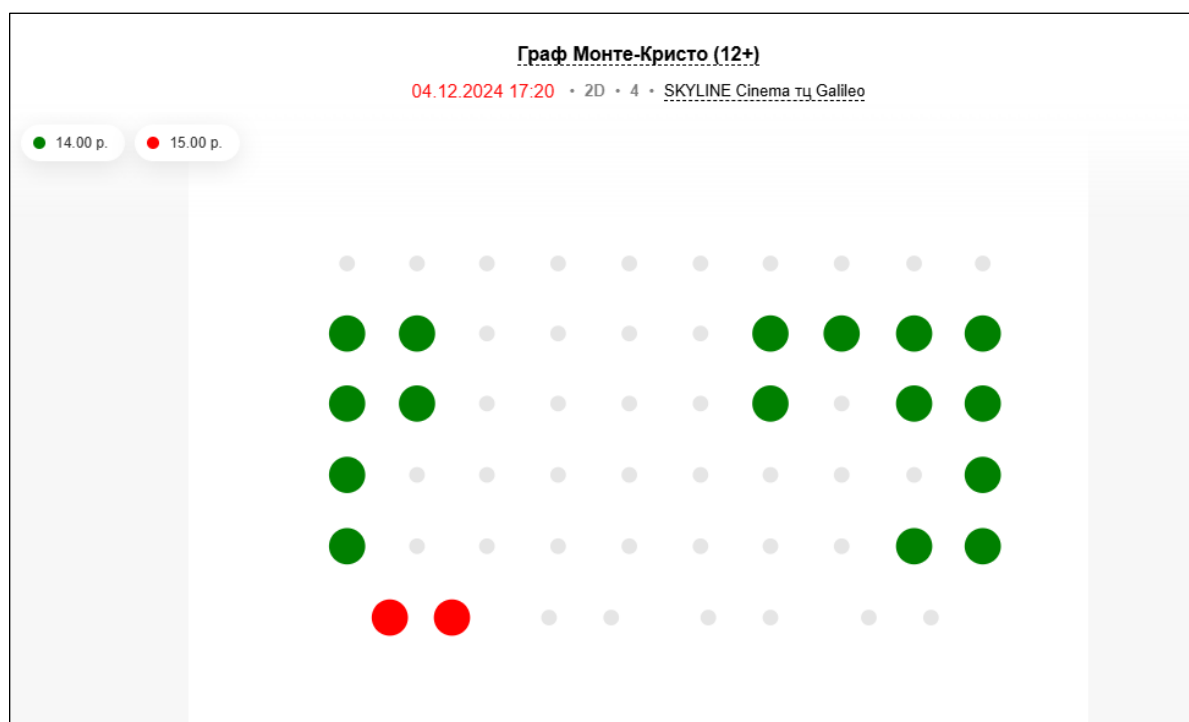 Граф Монте-Кристо (12+)
04.12.2024 17:20 • 2D • 4 • SKYLINE Cinema тц Galileo
14.00 р. 15.00 р.